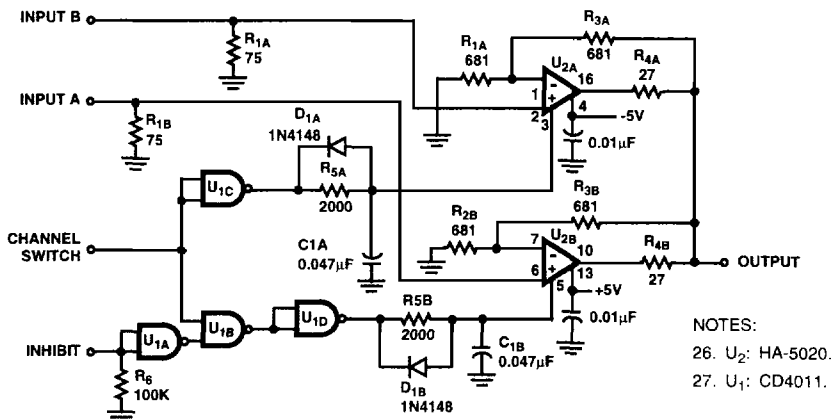 INPUT B
R1A
75
R1A
681
R3A
681
U2A
16
R4A
27
1
2
3
4
-
+
-5V
0.01µF
INPUT A
R1B
75
D1A
1N4148
R5A
2000
U1C
C1A
0.047µF
R2B
681
R3B
681
U2B
7
10
6
13
5
-
+
R4B
27
OUTPUT
+5V
0.01µF
CHANNEL
SWITCH
U1B
U1D
R5B
2000
C1B
0.047µF
D1B
1N4148
INHIBIT
U1A
R6
100K
NOTES:
26. U2: HA-5020.
27. U1: CD4011.